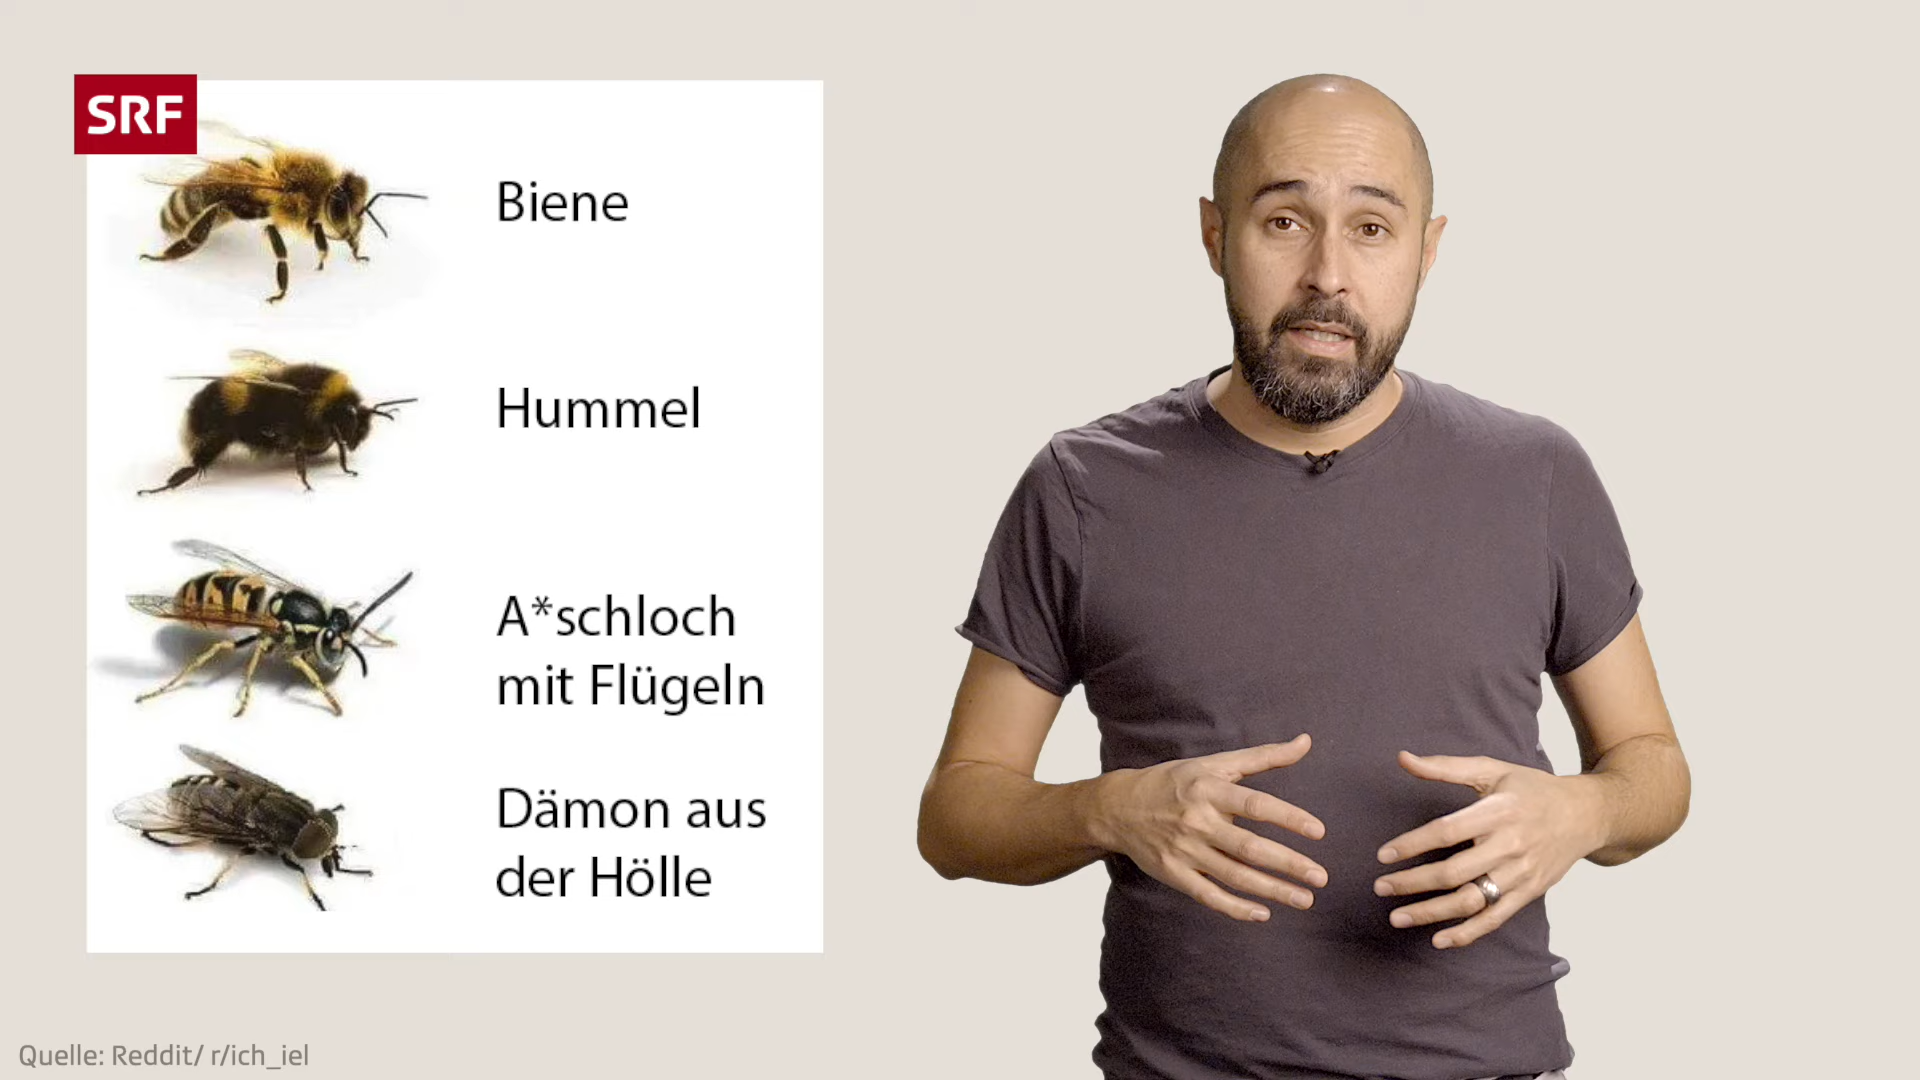 SRF
Biene
Hummel
A*schloch
mit Flügeln
Dämon aus
der Hölle
Quelle: Reddit/ r/ich_iel